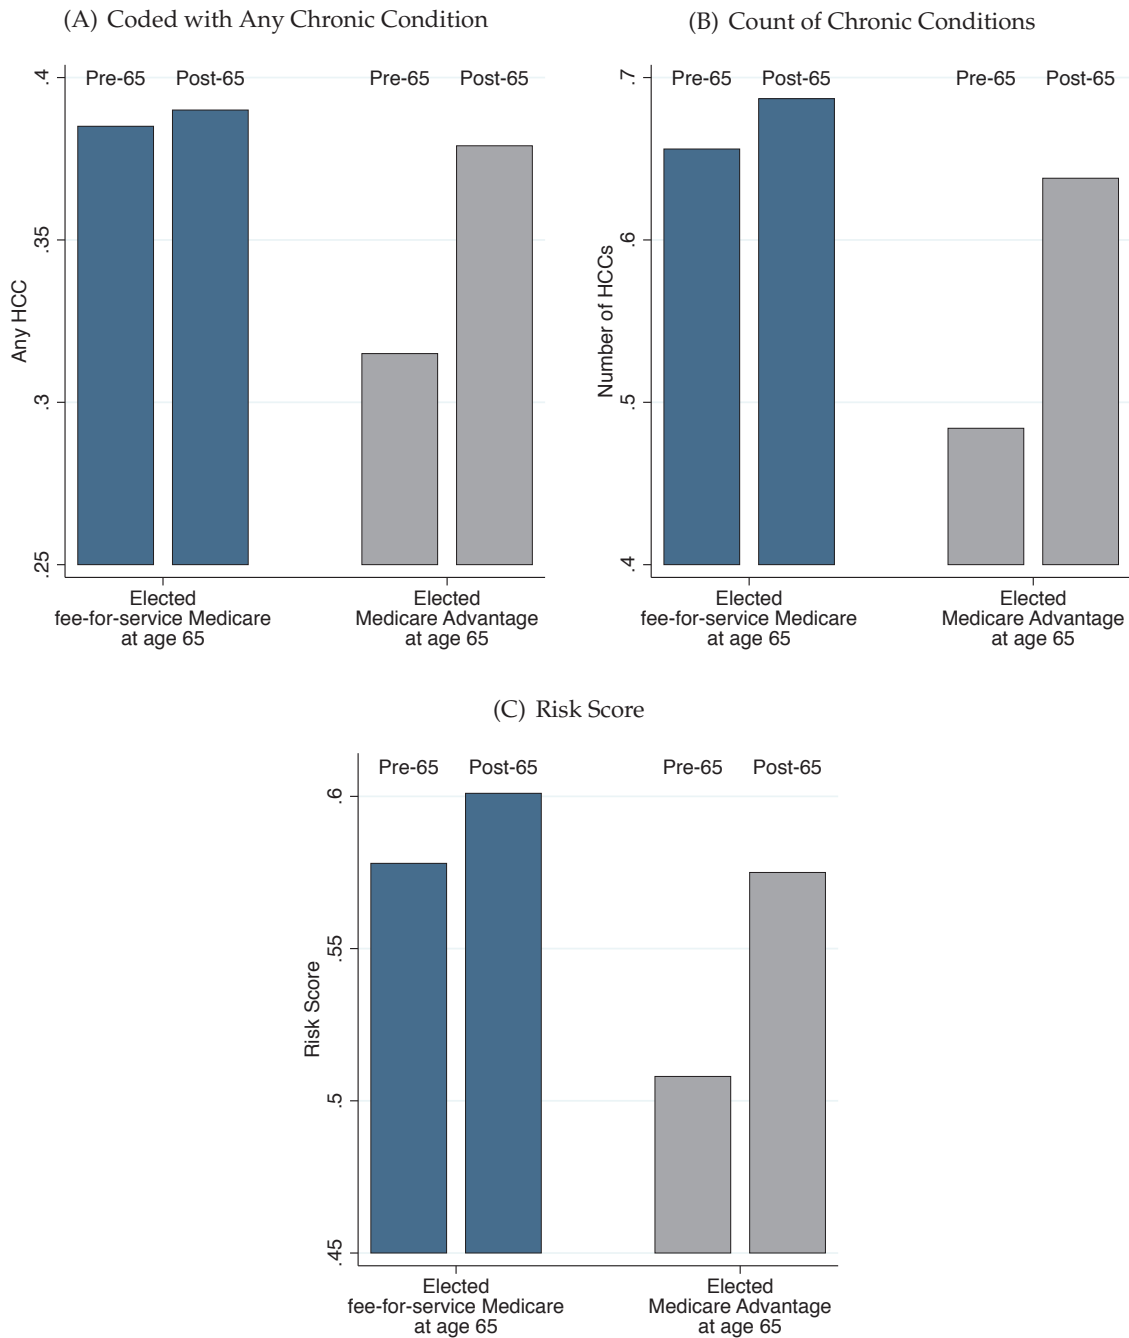 (A) Coded with Any Chronic Condition
Any HCC
.4
.35
.3
.25
Pre-65 Post-65 Pre-65 Post-65
Elected
fee-for-service Medicare
at age 65
Elected
Medicare Advantage
at age 65
(B) Count of Chronic Conditions
Number of HCCs
.7
.6
.5
.4
Pre-65 Post-65 Pre-65 Post-65
Elected
fee-for-service Medicare
at age 65
Elected
Medicare Advantage
at age 65
(C) Risk Score
Risk Score
.6
.55
.5
.45
Pre-65 Post-65 Pre-65 Post-65
Elected
fee-for-service Medicare
at age 65
Elected
Medicare Advantage
at age 65